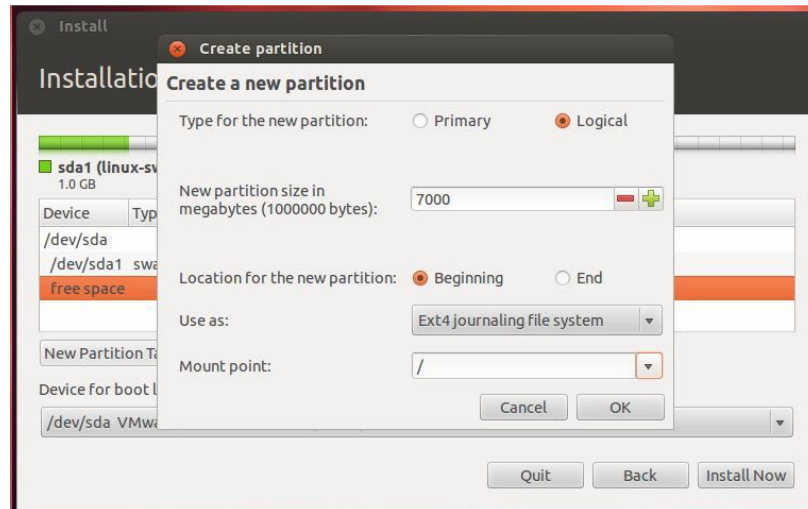 Install
Create partition
Installatio
Create a new partition
Type for the new partition: Primary Logical
sda1 (linux-sw
1.0 GB
New partition size in
megabytes (1000000 bytes): 7000
Device Typ
/dev/sda
/dev/sda1 swa
Location for the new partition: Beginning End
free space
Use as: Ext4 journaling file system
New Partition Ta
Mount point: /
Device for boot l
Cancel OK
/dev/sda VMwa
Quit Back Install Now